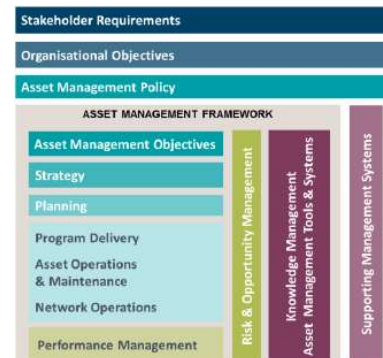 Stakeholder Requirements
Organisational Objectives
Asset Management Policy
ASSET MANAGEMENT FRAMEWORK
Asset Management Objectives
Strategy
Planning
Program Delivery
Asset Operations
& Maintenance
Network Operations
Performance Management
Risk & Opportunity Management
Knowledge Management
Asset Management Tools & Systems
Supporting Management Systems